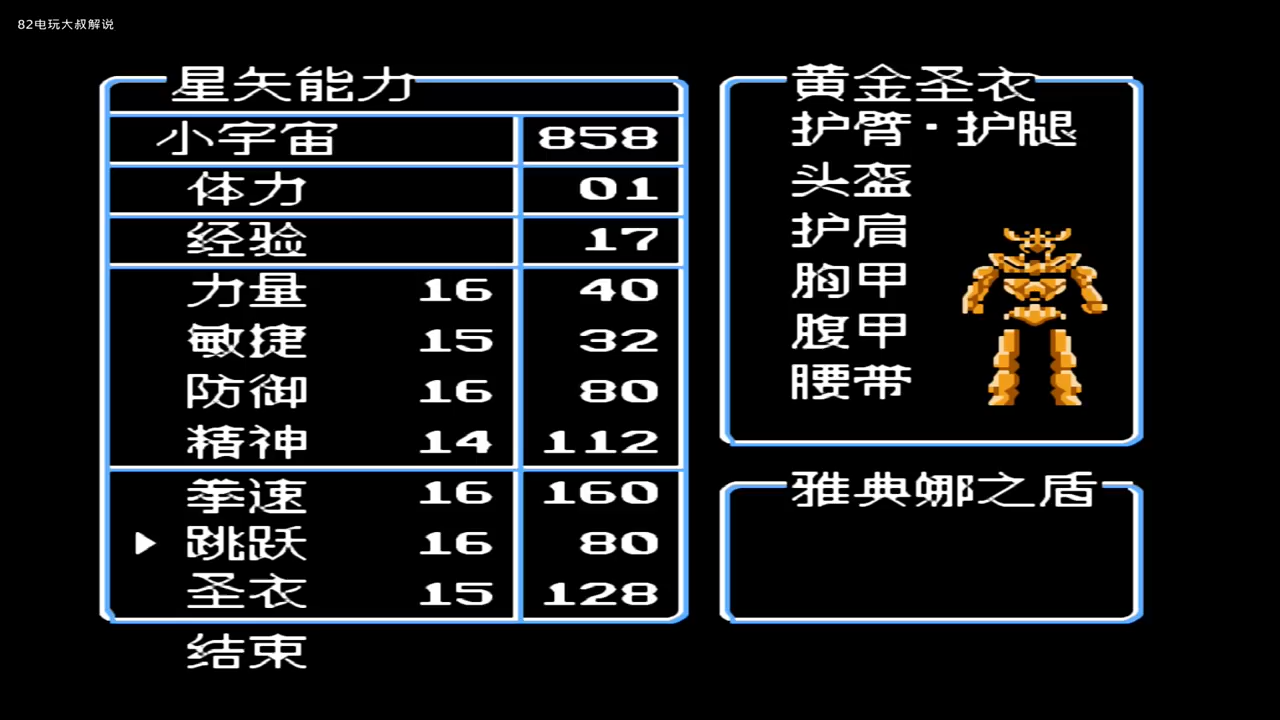 82电玩大叔解说
星矢能力
小宇宙 858
体力 01
经验 17
力量 16 40
敏捷 15 32
防御 16 80
精神 14 112
拳速 16 160
跳跃 16 80
圣衣 15 128
结束
黄金圣衣
护臂·护腿
头盔
护肩
胸甲
腹甲
腰带
雅典娜之盾